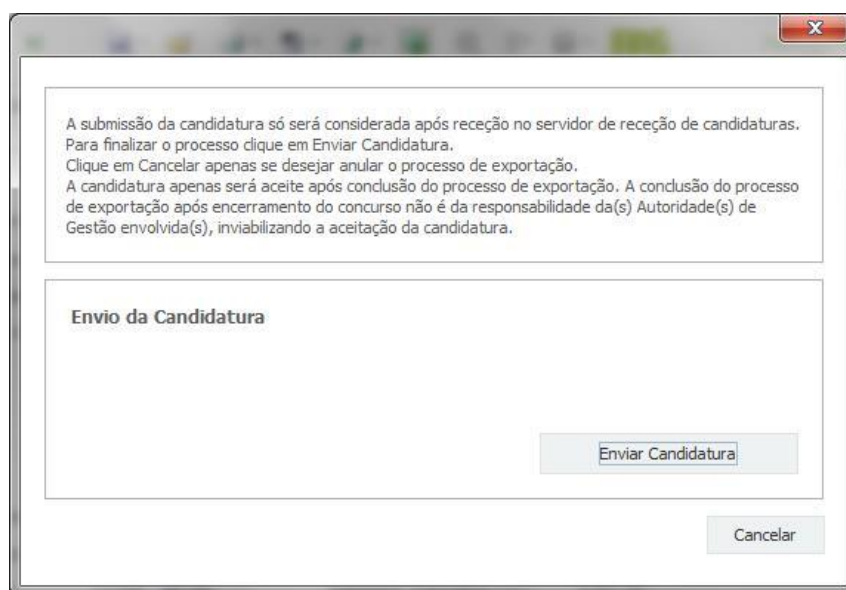 A submissão da candidatura só será considerada após receção no servidor de receção de candidaturas.
Para finalizar o processo clique em Enviar Candidatura.
Clique em Cancelar apenas se desejar anular o processo de exportação.
A candidatura apenas será aceite após conclusão do processo de exportação. A conclusão do processo
de exportação após encerramento do concurso não é da responsabilidade da(s) Autoridade(s) de
Gestão envolvida(s), inviabilizando a aceitação da candidatura.
Envio da Candidatura
Enviar Candidatura
Cancelar